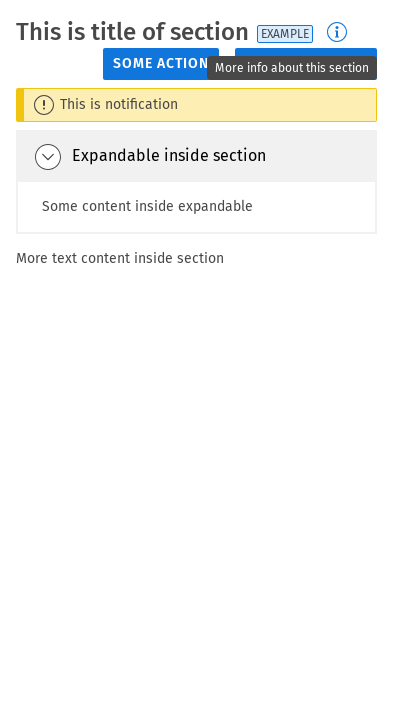 This is title of section EXAMPLE
SOME ACTION
More info about this section
This is notification
Expandable inside section
Some content inside expandable
More text content inside section